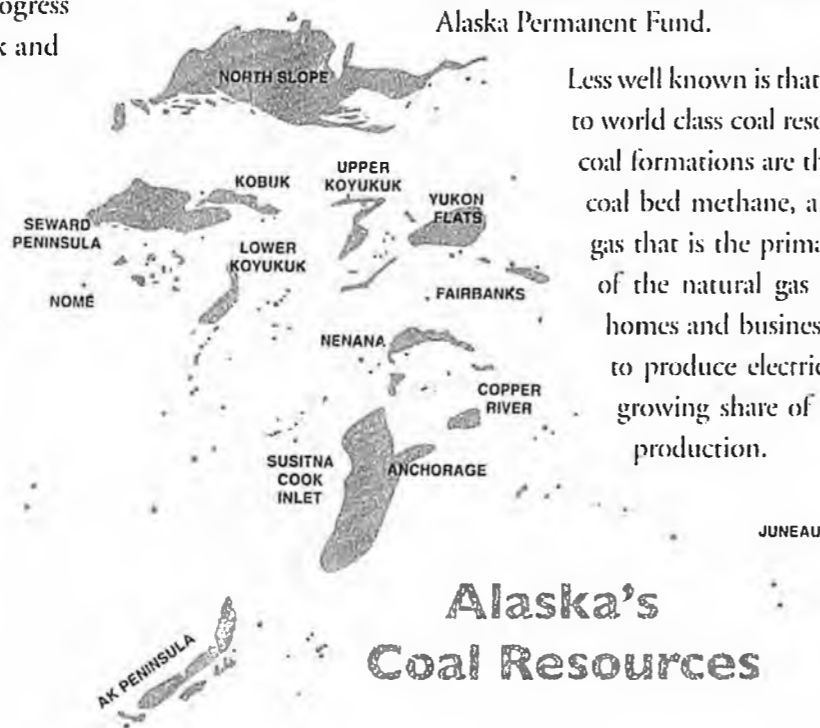 ogress
k and
Alaska Permanent Fund.
Less well known is that
to world class coal reso
coal formations are th
coal bed methane, a
gas that is the prima
of the natural gas
homes and busines
to produce electric
growing share of
production.
NORTH SLOPE
KOBUK
UPPER
KOYUKUK
YUKON
FLATS
SEWARD
PENINSULA
LOWER
KOYUKUK
NOME
FAIRBANKS
NENANA
COPPER
RIVER
SUSITNA
COOK
INLET
ANCHORAGE
JUNEAU
AK PENINSULA
Alaska's
Coal Resources